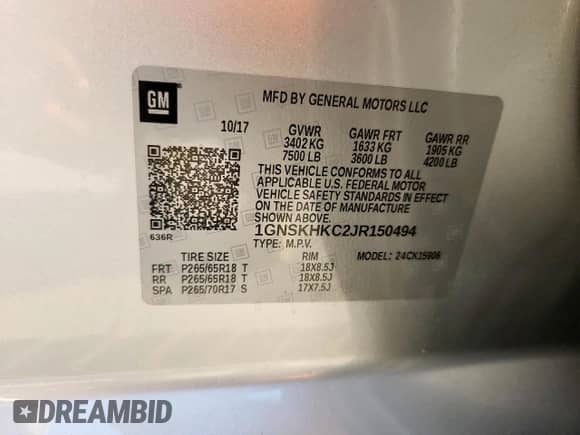 GM
MFD BY GENERAL MOTORS LLC
10/17 GVWR GAWR FRT GAWR RR
3402 KG 1633 KG 1905 KG
7500 LB 3600 LB 4200 LB
THIS VEHICLE CONFORMS TO ALL
APPLICABLE U.S. FEDERAL MOTOR
VEHICLE SAFETY STANDARDS IN EFFECT
ON THE DATE OF MANUFACTURE
SHOWN ABOVE.
636R
1GNSKHKC2JR150494
TYPE: M.P.V. MODEL: 24CK15906
TIRE SIZE RIM
FRT P265/65R18 T 18X8.5J
RR P265/65R18 T 18X8.5J
SPA P265/70R17 S 17X7.5J
DREAMBID